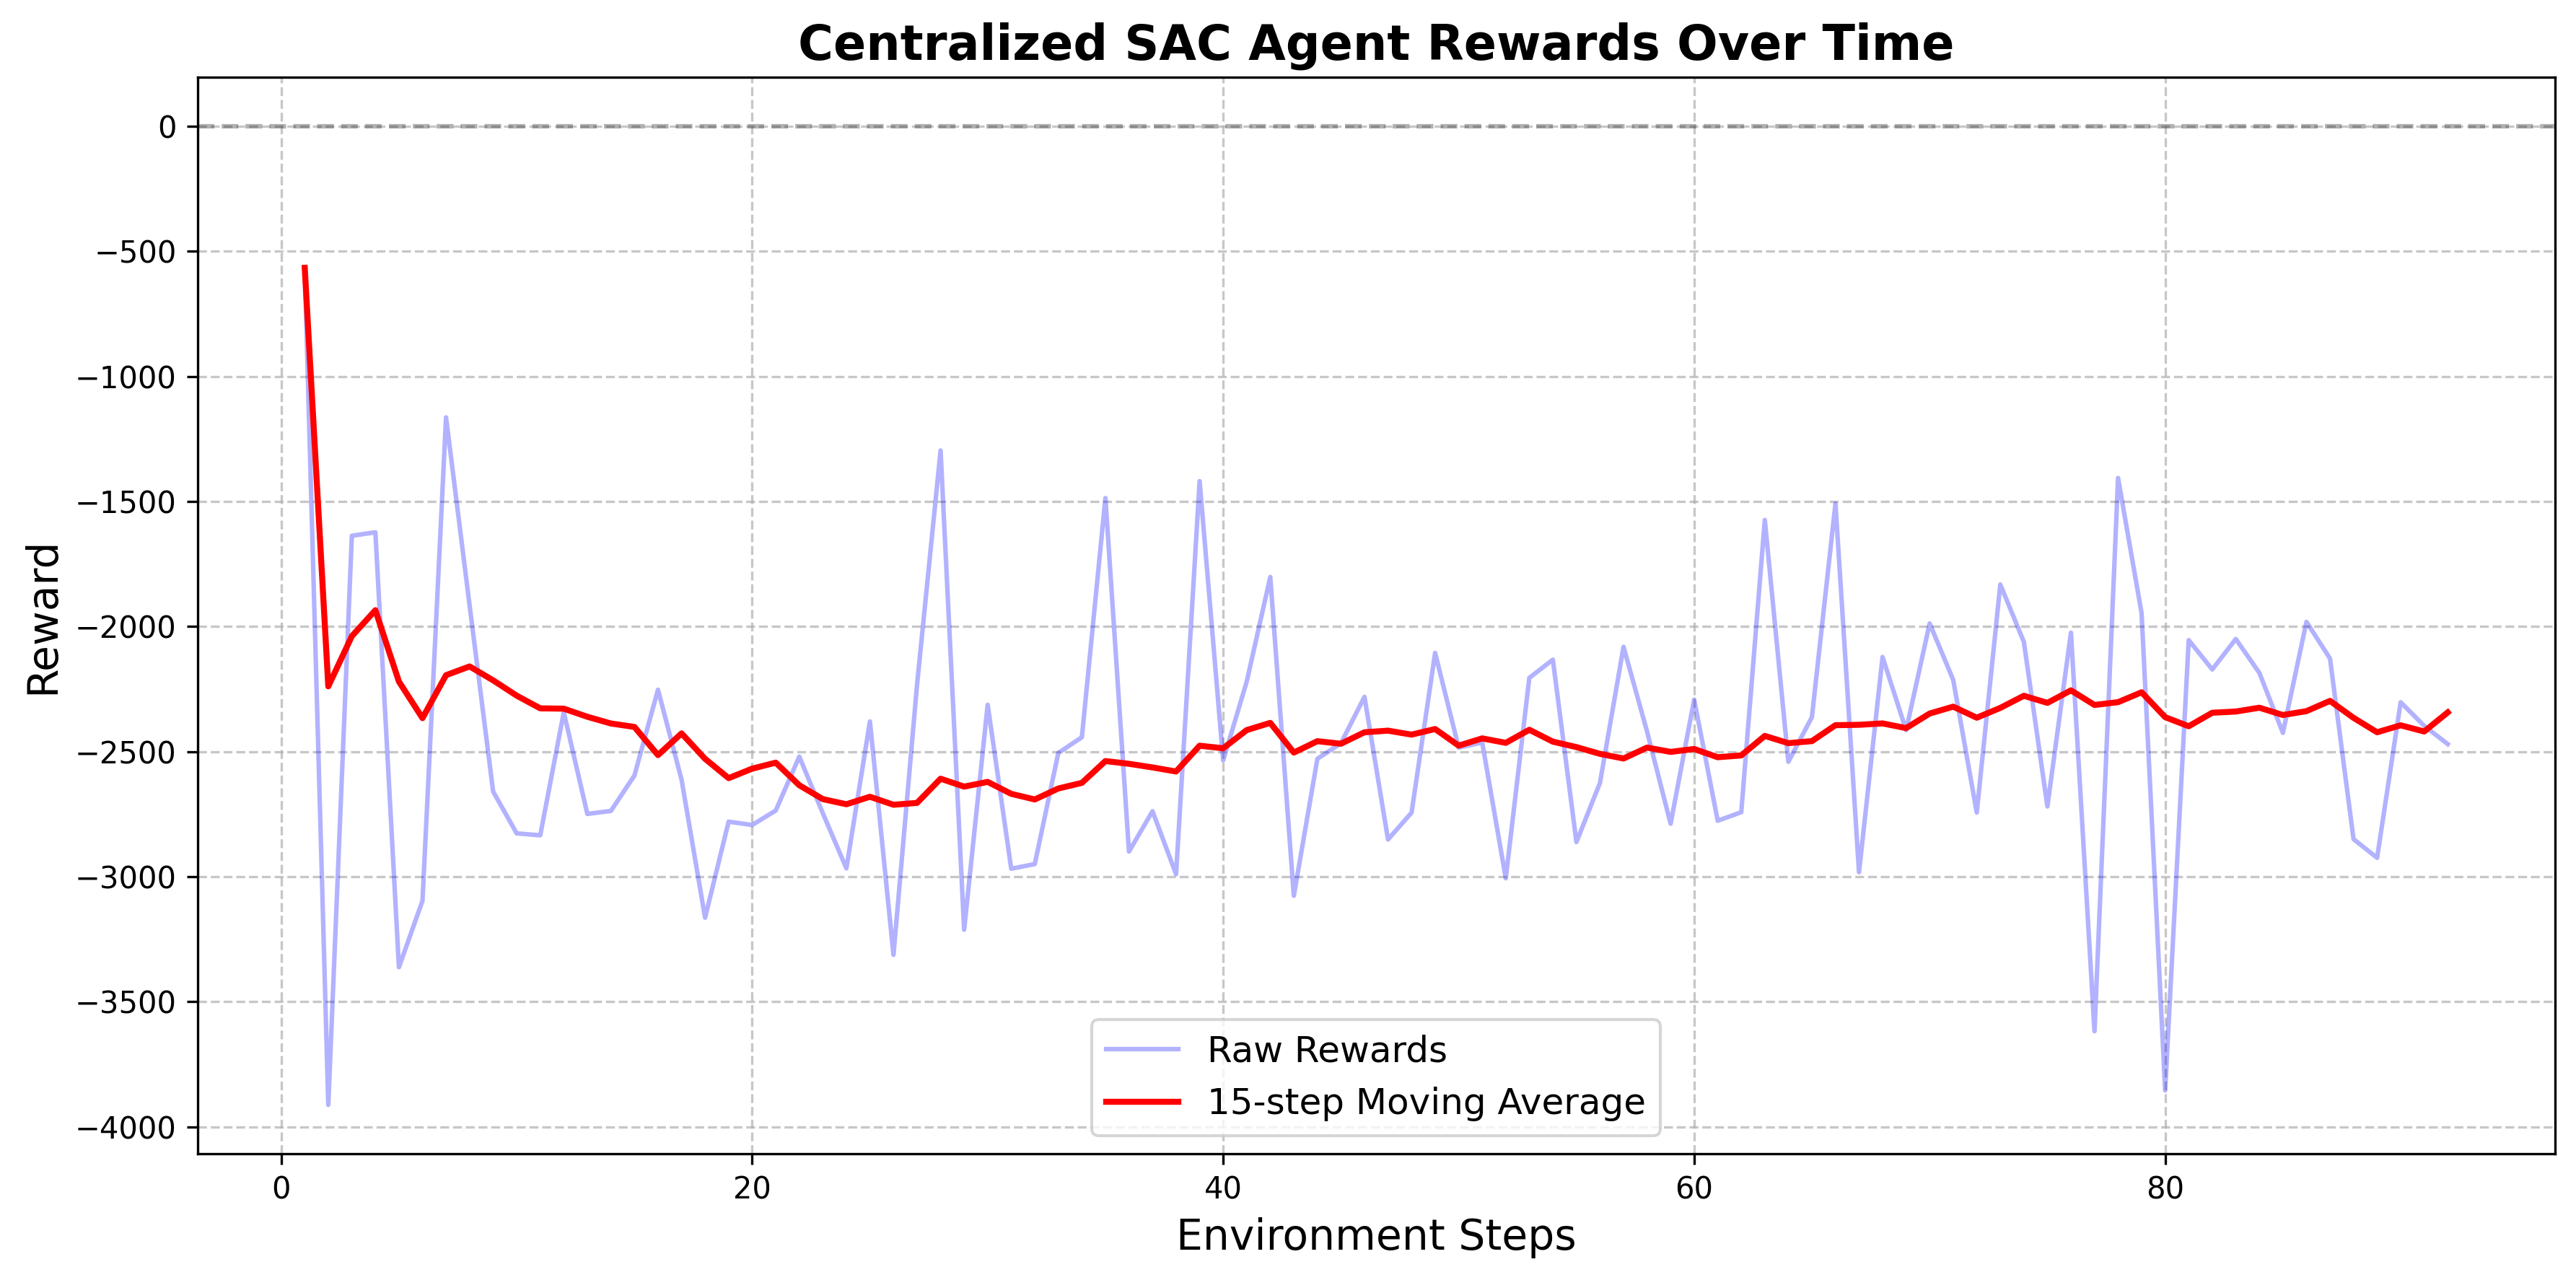 Centralized SAC Agent Rewards Over Time
0
−500
−1000
−1500
−2000
−2500
−3000
−3500
−4000
Reward
Raw Rewards
15-step Moving Average
0 20 40 60 80
Environment Steps